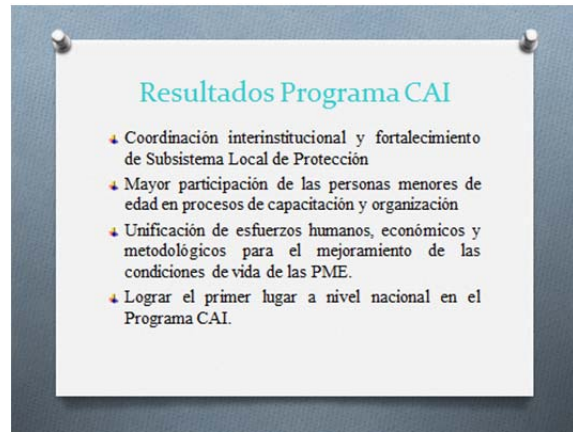 Resultados Programa CAI
Coordinación interinstitucional y fortalecimiento
de Subsistema Local de Protección
Mayor participación de las personas menores de
edad en procesos de capacitación y organización
Unificación de esfuerzos humanos, económicos y
metodológicos para el mejoramiento de las
condiciones de vida de las PME.
Lograr el primer lugar a nivel nacional en el
Programa CAI.